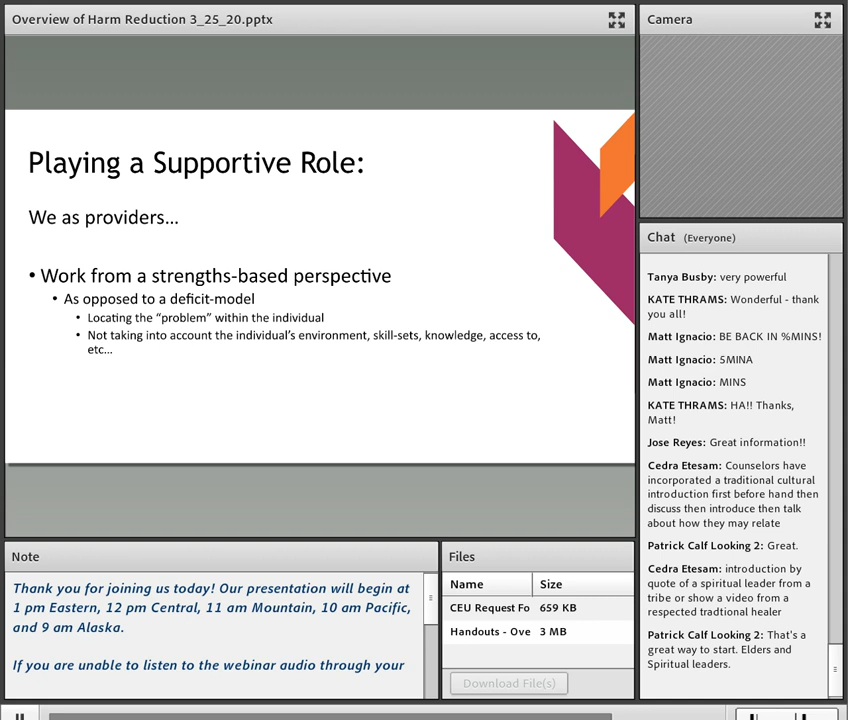 Overview of Harm Reduction 3_25_20.pptx
Playing a Supportive Role:
We as providers...
• Work from a strengths-based perspective
• As opposed to a deficit-model
• Locating the “problem” within the individual
• Not taking into account the individual’s environment, skill-sets, knowledge, access to,
etc...
Camera
Chat (Everyone)
Tanya Busby: very powerful
KATE THRAMS: Wonderful - thank
you all!
Matt Ignacio: BE BACK IN %MINS!
Matt Ignacio: 5MINA
Matt Ignacio: MINS
KATE THRAMS: HA!! Thanks,
Matt!
Jose Reyes: Great information!!
Cedra Etesam: Counselors have
incorporated a traditional cultural
introduction first before hand then
discuss then introduce then talk
about how they may relate
Patrick Calf Looking 2: Great.
Cedra Etesam: introduction by
quote of a spiritual leader from a
tribe or show a video from a
respected tradtional healer
Patrick Calf Looking 2: That's a
great way to start. Elders and
Spiritual leaders.
Note
Thank you for joining us today! Our presentation will begin at
1 pm Eastern, 12 pm Central, 11 am Mountain, 10 am Pacific,
and 9 am Alaska.
If you are unable to listen to the webinar audio through your
Files
Name Size
CEU Request Fo 659 KB
Handouts - Ove 3 MB
Download File(s)